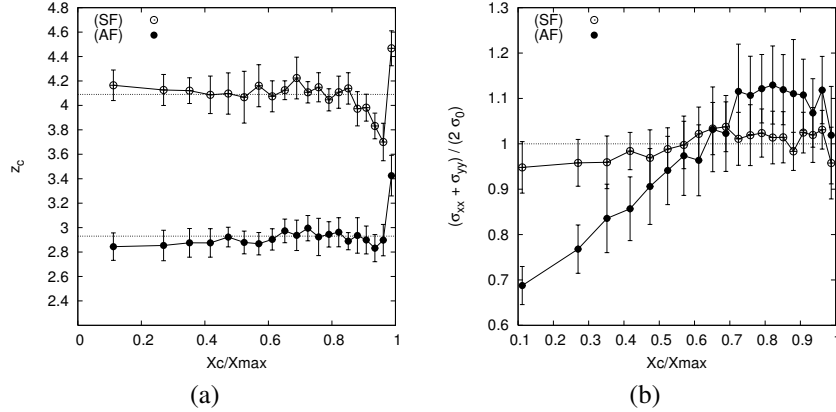 (SF)
(AF)
4.8
4.6
4.4
4.2
4
3.8
3.6
3.4
3.2
3
2.8
2.6
2.4
z_c
0 0.2 0.4 0.6 0.8 1
Xc/Xmax
(a)
(SF)
(AF)
1.3
1.2
1.1
1
0.9
0.8
0.7
0.6
(σ_xx + σ_yy) / (2 σ_0)
0.1 0.2 0.3 0.4 0.5 0.6 0.7 0.8 0.9 1
Xc/Xmax
(b)